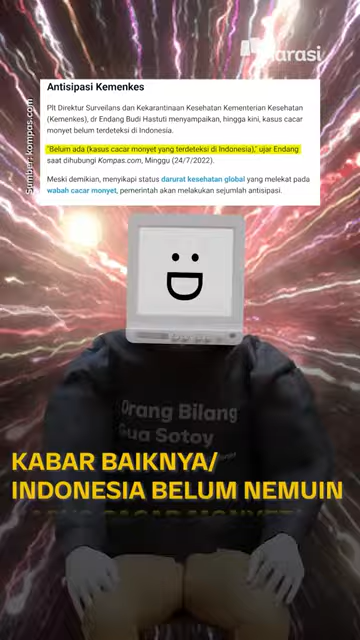 narasi
Sumber: kompas.com
Antisipasi Kemenkes
Plt Direktur Surveilans dan Kekarantinaan Kesehatan Kementerian Kesehatan
(Kemenkes), dr Endang Budi Hastuti menyampaikan, hingga kini, kasus cacar
monyet belum terdeteksi di Indonesia.
"Belum ada (kasus cacar monyet yang terdeteksi di Indonesia)," ujar Endang
saat dihubungi Kompas.com, Minggu (24/7/2022).
Meski demikian, menyikapi status darurat kesehatan global yang melekat pada
wabah cacar monyet, pemerintah akan melakukan sejumlah antisipasi.
Orang Bilang
Gua Sotoy
KABAR BAIKNYA/
INDONESIA BELUM NEMUIN